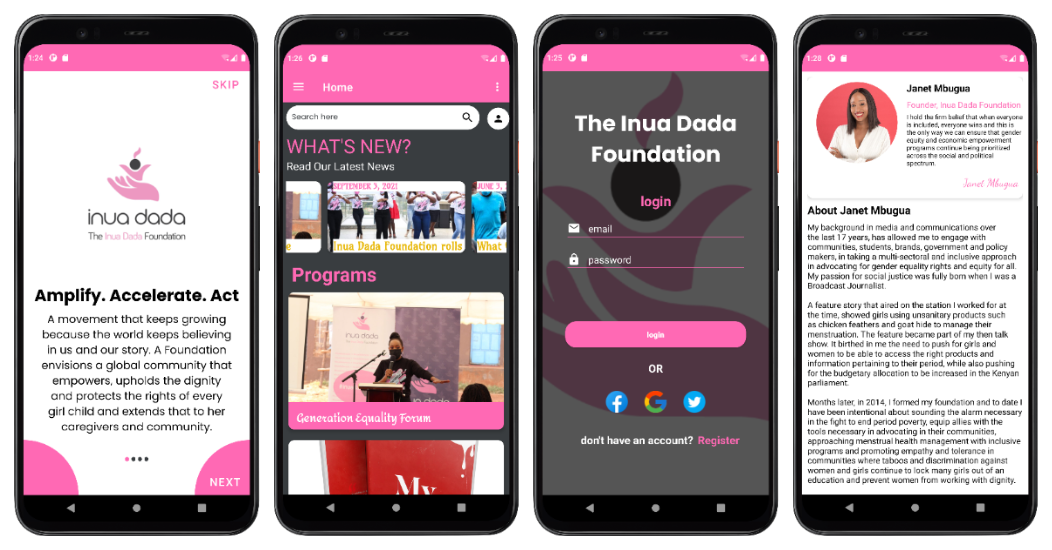 1:24
SKIP
inua dada
The Inua Dada Foundation
Amplify. Accelerate. Act
A movement that keeps growing
because the world keeps believing
in us and our story. A Foundation
envisions a global community that
empowers, upholds the dignity
and protects the rights of every
girl child and extends that to her
caregivers and community.
NEXT
1:26
Home
Search here
WHAT'S NEW?
Read Our Latest News
e
SEPTEMBER 3, 2021
Inua Dada Foundation rolls
JUNE 3,
What
Programs
inua dada
Generation Equality Forum
My
1:25
The Inua Dada
Foundation
login
email
password
login
OR
don't have an account? Register
1:28
Janet Mbugua
Founder, Inua Dada Foundation
I hold the firm belief that when everyone
is included, everyone wins and this is
the only way we can ensure that gender
equity and economic empowerment
programs continue being prioritized
across the social and political
spectrum.
Janet Mbugua
About Janet Mbugua
My background in media and communications over
the last 17 years, has allowed me to engage with
communities, students, brands, government and policy
makers, in taking a multi-sectoral and inclusive approach
in advocating for gender equality rights and equity for all.
My passion for social justice was fully born when I was a
Broadcast Journalist.
A feature story that aired on the station I worked for at
the time, showed girls using unsanitary products such
as chicken feathers and goat hide to manage their
menstruation. The feature became part of my then talk
show. It birthed in me the need to push for girls and
women to be able to access the right products and
information pertaining to their period, while also pushing
for the budgetary allocation to be increased in the Kenyan
parliament.
Months later, in 2014, I formed my foundation and to date I
have been intentional about sounding the alarm necessary
in the fight to end period poverty, equip allies with the
tools necessary in advocating in their communities,
approaching menstrual health management with inclusive
programs and promoting empathy and tolerance in
communities where taboos and discrimination against
women and girls continue to lock many girls out of an
education and prevent women from working with dignity.